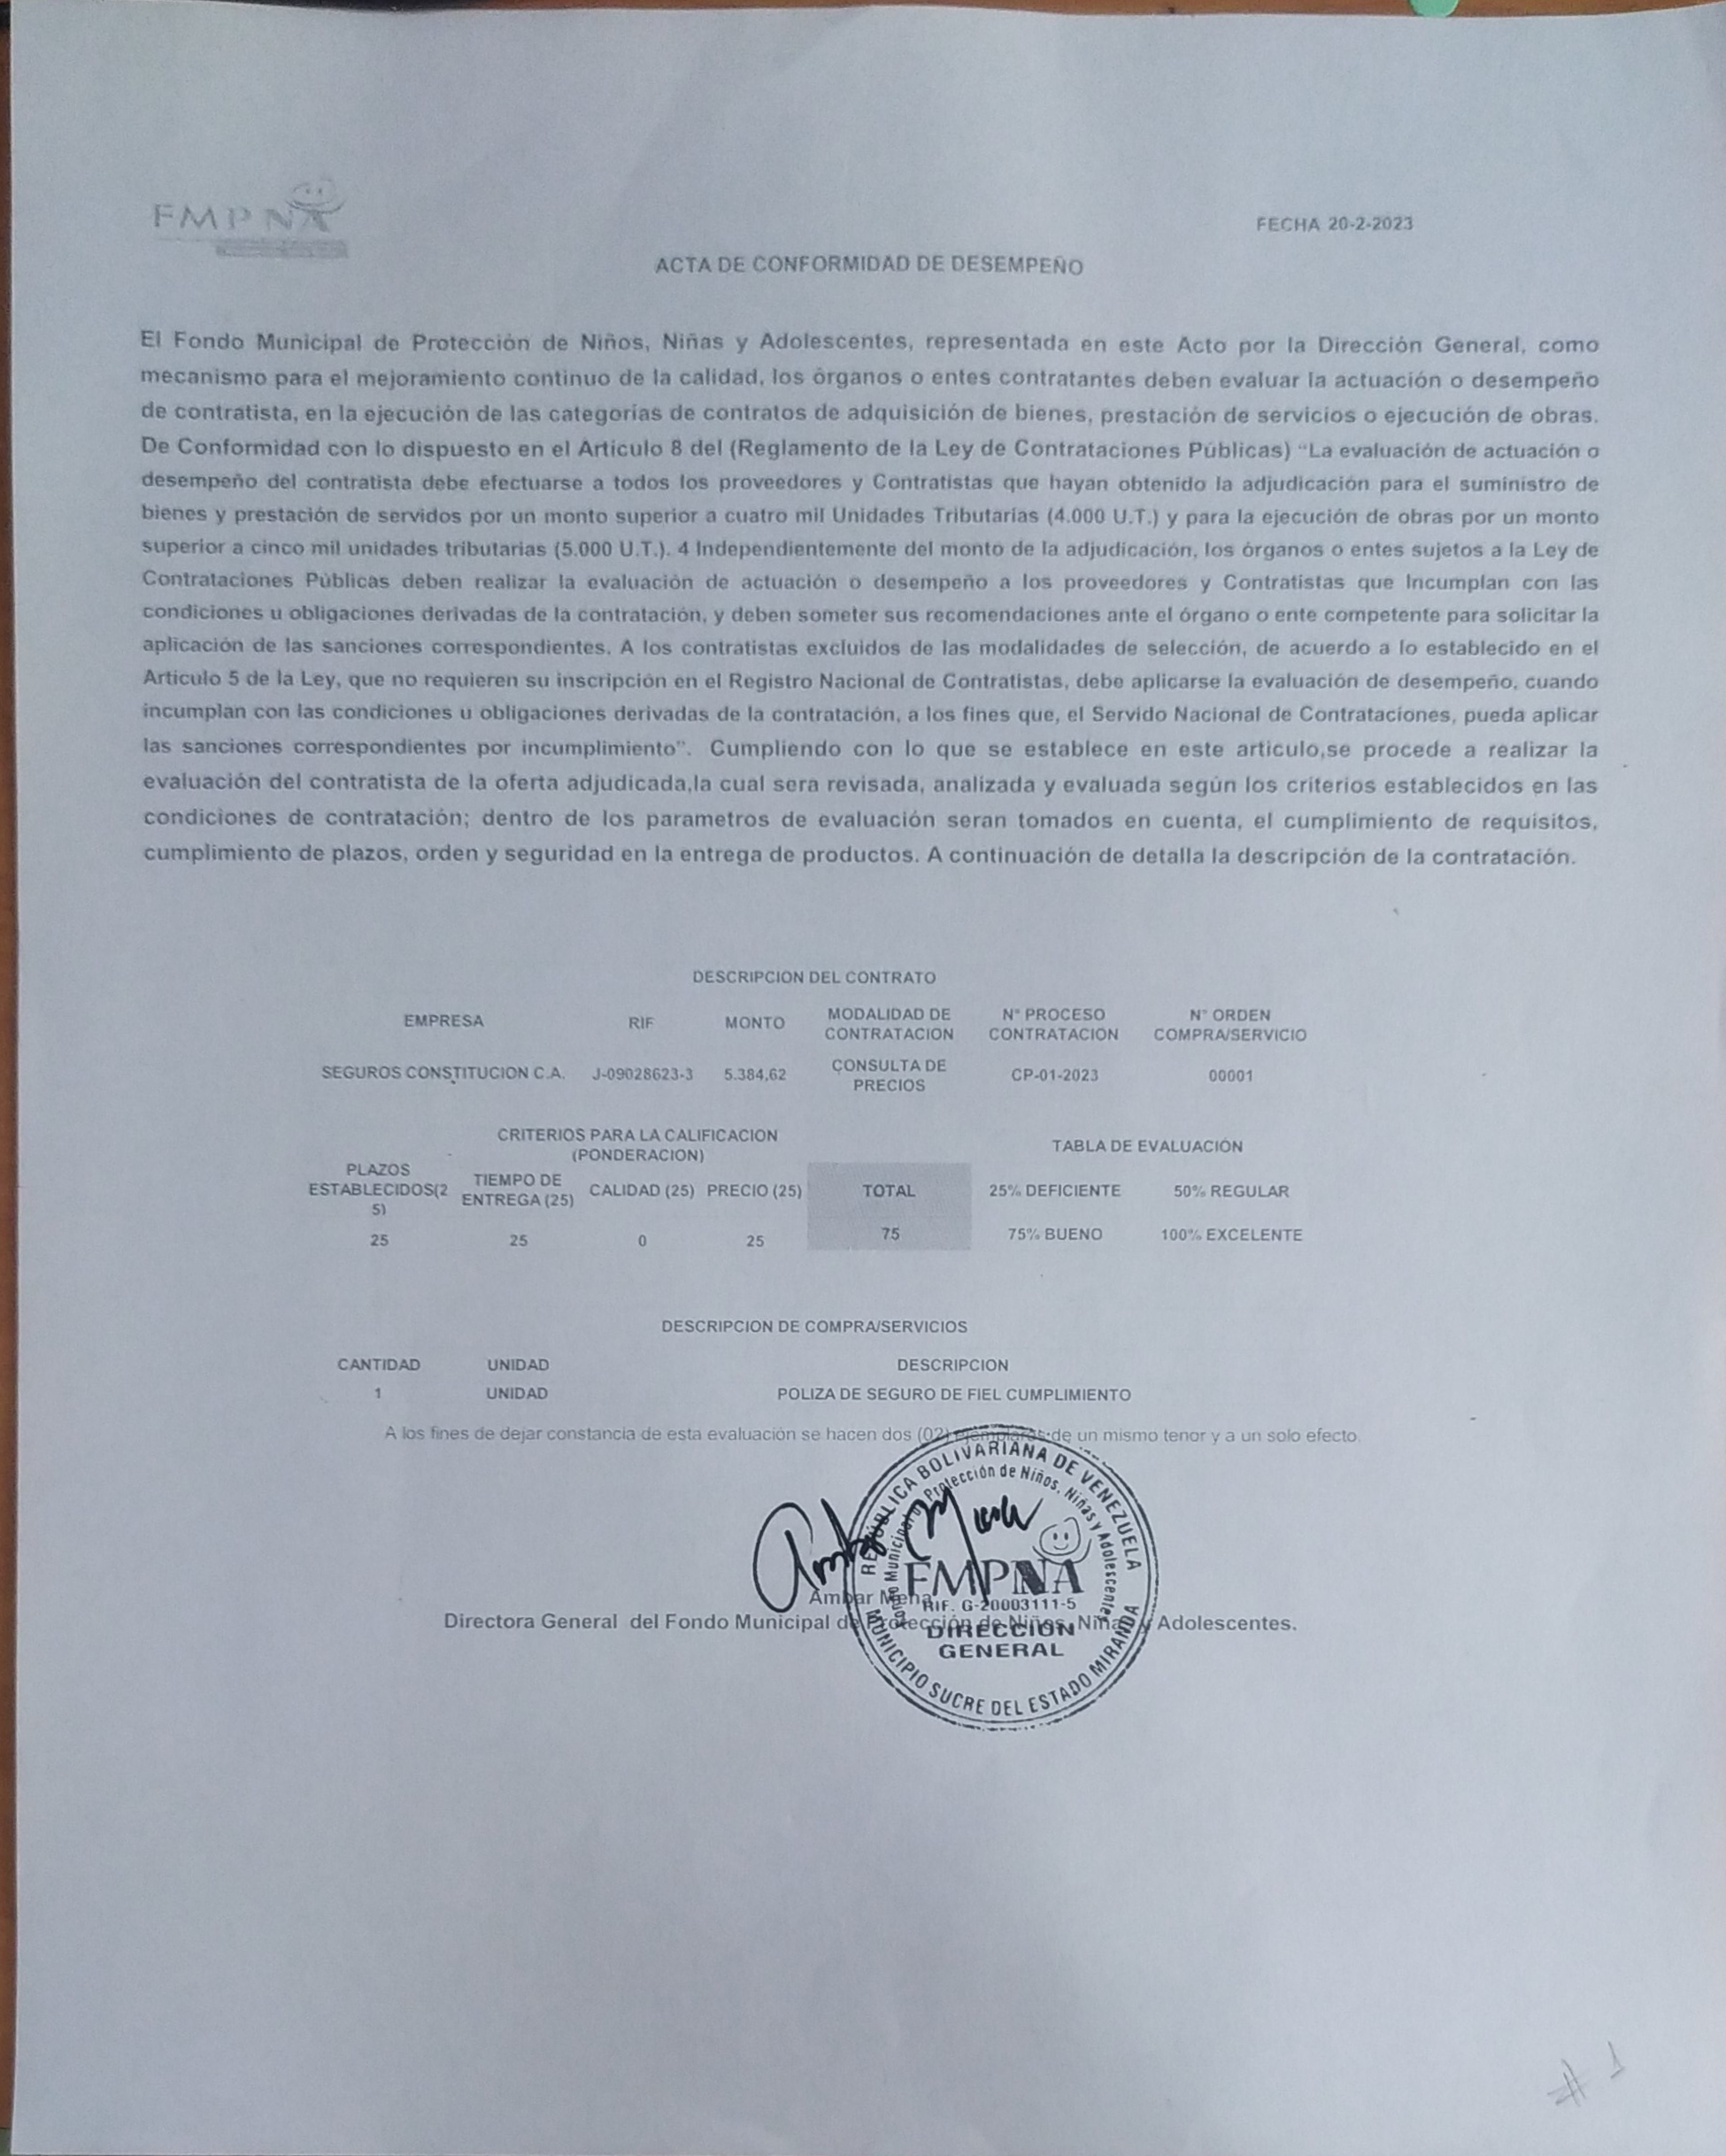 FMPNA
FECHA 20-2-2023
ACTA DE CONFORMIDAD DE DESEMPEÑO
El Fondo Municipal de Protección de Niños, Niñas y Adolescentes, representada en este Acto por la Dirección General, como
mecanismo para el mejoramiento continuo de la calidad, los órganos o entes contratantes deben evaluar la actuación o desempeño
de contratista, en la ejecución de las categorías de contratos de adquisición de bienes, prestación de servicios o ejecución de obras.
De Conformidad con lo dispuesto en el Artículo 8 del (Reglamento de la Ley de Contrataciones Públicas) “La evaluación de actuación o
desempeño del contratista debe efectuarse a todos los proveedores y Contratistas que hayan obtenido la adjudicación para el suministro de
bienes y prestación de servidos por un monto superior a cuatro mil Unidades Tributarias (4.000 U.T.) y para la ejecución de obras por un monto
superior a cinco mil unidades tributarias (5.000 U.T.). 4 Independientemente del monto de la adjudicación, los órganos o entes sujetos a la Ley de
Contrataciones Públicas deben realizar la evaluación de actuación o desempeño a los proveedores y Contratistas que Incumplan con las
condiciones u obligaciones derivadas de la contratación, y deben someter sus recomendaciones ante el órgano o ente competente para solicitar la
aplicación de las sanciones correspondientes. A los contratistas excluidos de las modalidades de selección, de acuerdo a lo establecido en el
Articulo 5 de la Ley, que no requieren su inscripción en el Registro Nacional de Contratistas, debe aplicarse la evaluación de desempeño, cuando
incumplan con las condiciones u obligaciones derivadas de la contratación, a los fines que, el Servido Nacional de Contrataciones, pueda aplicar
las sanciones correspondientes por incumplimiento”. Cumpliendo con lo que se establece en este articulo,se procede a realizar la
evaluación del contratista de la oferta adjudicada,la cual sera revisada, analizada y evaluada según los criterios establecidos en las
condiciones de contratación; dentro de los parametros de evaluación seran tomados en cuenta, el cumplimiento de requisitos,
cumplimiento de plazos, orden y seguridad en la entrega de productos. A continuación de detalla la descripción de la contratación.
DESCRIPCION DEL CONTRATO
EMPRESA RIF MONTO MODALIDAD DE CONTRATACION N° PROCESO CONTRATACION N° ORDEN COMPRA/SERVICIO
SEGUROS CONSTITUCION C.A. J-09028623-3 5.384,62 CONSULTA DE PRECIOS CP-01-2023 00001
CRITERIOS PARA LA CALIFICACION
(PONDERACION)
TABLA DE EVALUACIÓN
PLAZOS ESTABLECIDOS(25) TIEMPO DE ENTREGA (25) CALIDAD (25) PRECIO (25) TOTAL 25% DEFICIENTE 50% REGULAR
25 25 0 25 75 75% BUENO 100% EXCELENTE
DESCRIPCION DE COMPRA/SERVICIOS
CANTIDAD UNIDAD DESCRIPCION
1 UNIDAD POLIZA DE SEGURO DE FIEL CUMPLIMIENTO
A los fines de dejar constancia de esta evaluación se hacen dos (02) ejemplares de un mismo tenor y a un solo efecto.
REPÚBLICA BOLIVARIANA DE VENEZUELA
Fondo Municipal de Protección de Niños, Niñas y Adolescentes
FMPNA
Ámbar Mena
RIF. G-20003111-5
Directora General del Fondo Municipal de Protección de Niños, Niñas y Adolescentes.
DIRECCIÓN
GENERAL
MUNICIPIO SUCRE DEL ESTADO MIRANDA
# 1